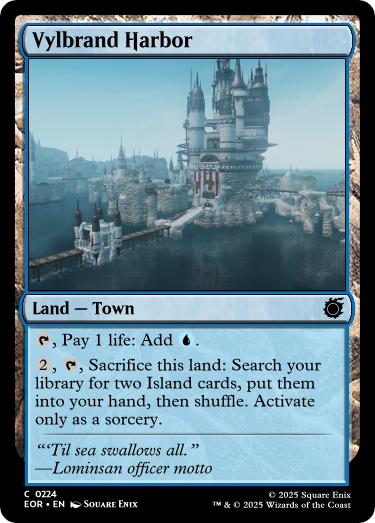 Vylbrand Harbor
Land — Town
, Pay 1 life: Add .
2, , Sacrifice this land: Search your
library for two Island cards, put them
into your hand, then shuffle. Activate
only as a sorcery.
“‘Til sea swallows all.”
—Lominsan officer motto
C 0224
EOR • EN SQUARE ENIX
© 2025 Square Enix
™ & © 2025 Wizards of the Coast